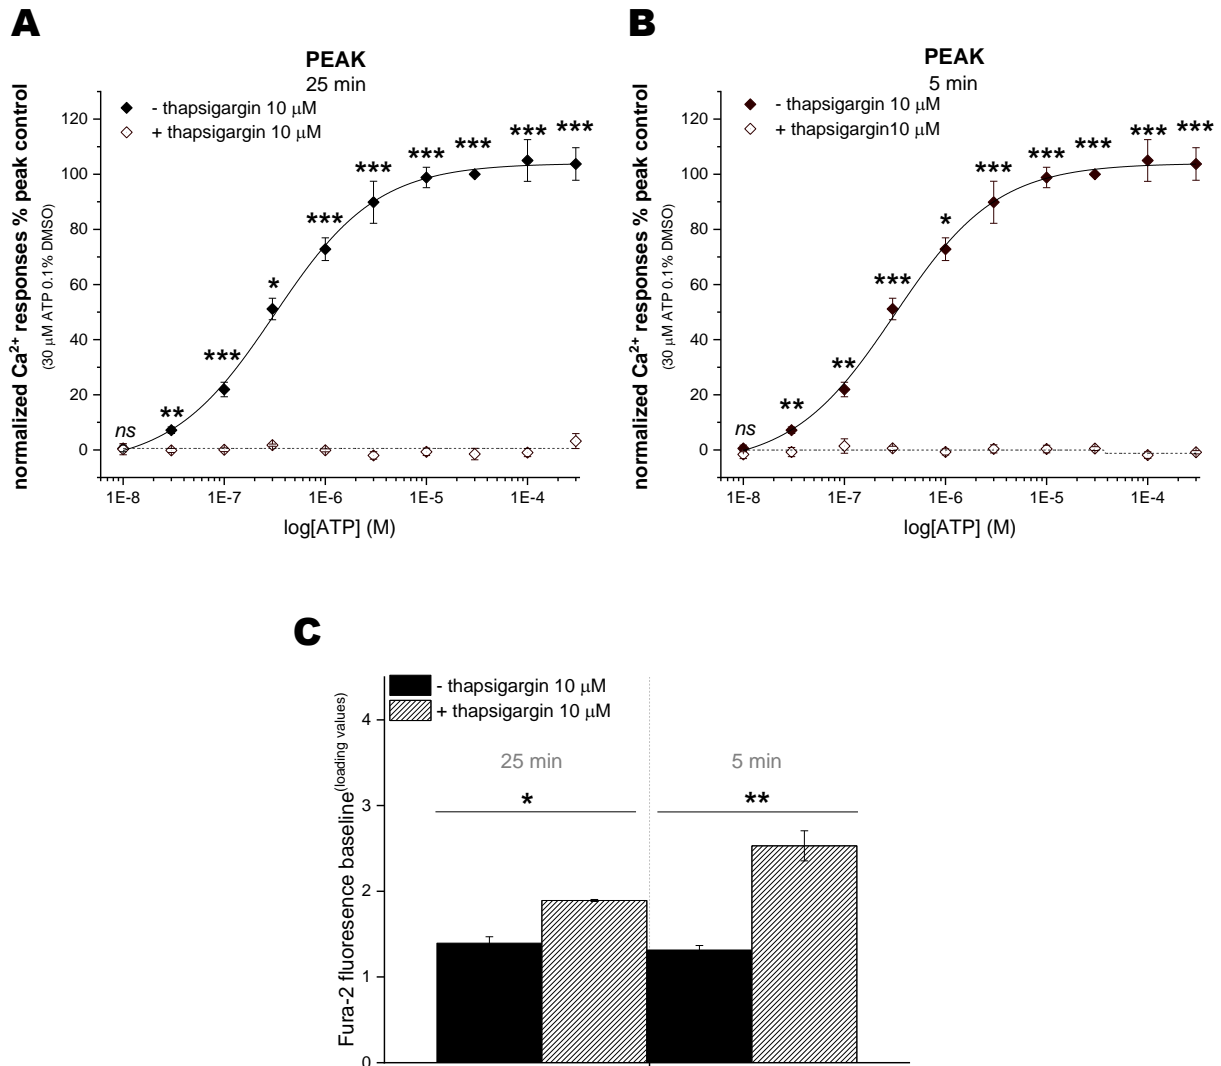 A
PEAK
25 min
- thapsigargin 10 μM
+ thapsigargin 10 μM
normalized Ca²⁺ responses % peak control
(30 μM ATP 0.1% DMSO)
120
100
80
60
40
20
0
ns
**
***
*
***
***
***
***
***
***
1E-8
1E-7
1E-6
1E-5
1E-4
log[ATP] (M)
B
PEAK
5 min
- thapsigargin 10 μM
+ thapsigargin10 μM
normalized Ca²⁺ responses % peak control
(30 μM ATP 0.1% DMSO)
120
100
80
60
40
20
0
ns
**
**
***
*
***
***
***
***
***
1E-8
1E-7
1E-6
1E-5
1E-4
log[ATP] (M)
C
- thapsigargin 10 μM
+ thapsigargin 10 μM
Fura-2 fluoresence baseline(loading values)
4
3
2
1
0
25 min
5 min
*
**